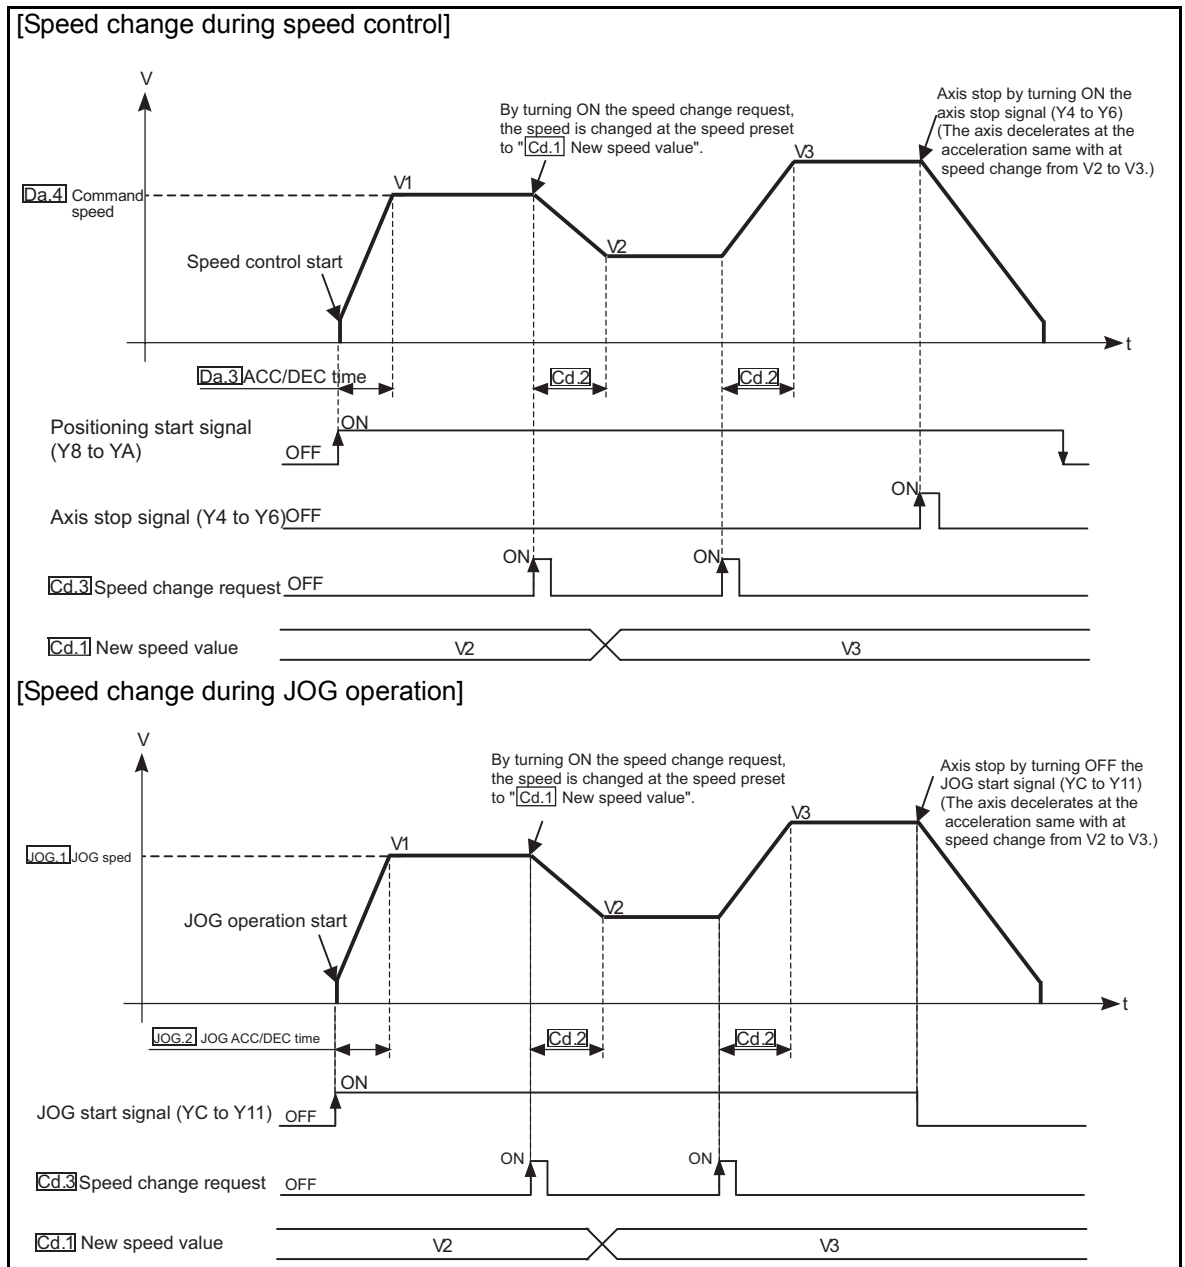 [Speed change during speed control]
V
By turning ON the speed change request,
the speed is changed at the speed preset
to "Cd.1 New speed value".
Axis stop by turning ON the
axis stop signal (Y4 to Y6)
(The axis decelerates at the
acceleration same with at
speed change from V2 to V3.)
V3
Da.4 Command
speed
V1
V2
Speed control start
t
Da.3 ACC/DEC time
Cd.2
Cd.2
Positioning start signal
(Y8 to YA)
ON
OFF
ON
Axis stop signal (Y4 to Y6) OFF
ON
ON
Cd.3 Speed change request OFF
Cd.1 New speed value
V2
V3
[Speed change during JOG operation]
V
By turning ON the speed change request,
the speed is changed at the speed preset
to "Cd.1 New speed value".
Axis stop by turning OFF the
JOG start signal (YC to Y11)
(The axis decelerates at the
acceleration same with at
speed change from V2 to V3.)
V3
JOG.1 JOG sped
V1
V2
JOG operation start
t
JOG.2 JOG ACC/DEC time
Cd.2
Cd.2
ON
JOG start signal (YC to Y11) OFF
ON
ON
Cd.3 Speed change request OFF
Cd.1 New speed value
V2
V3